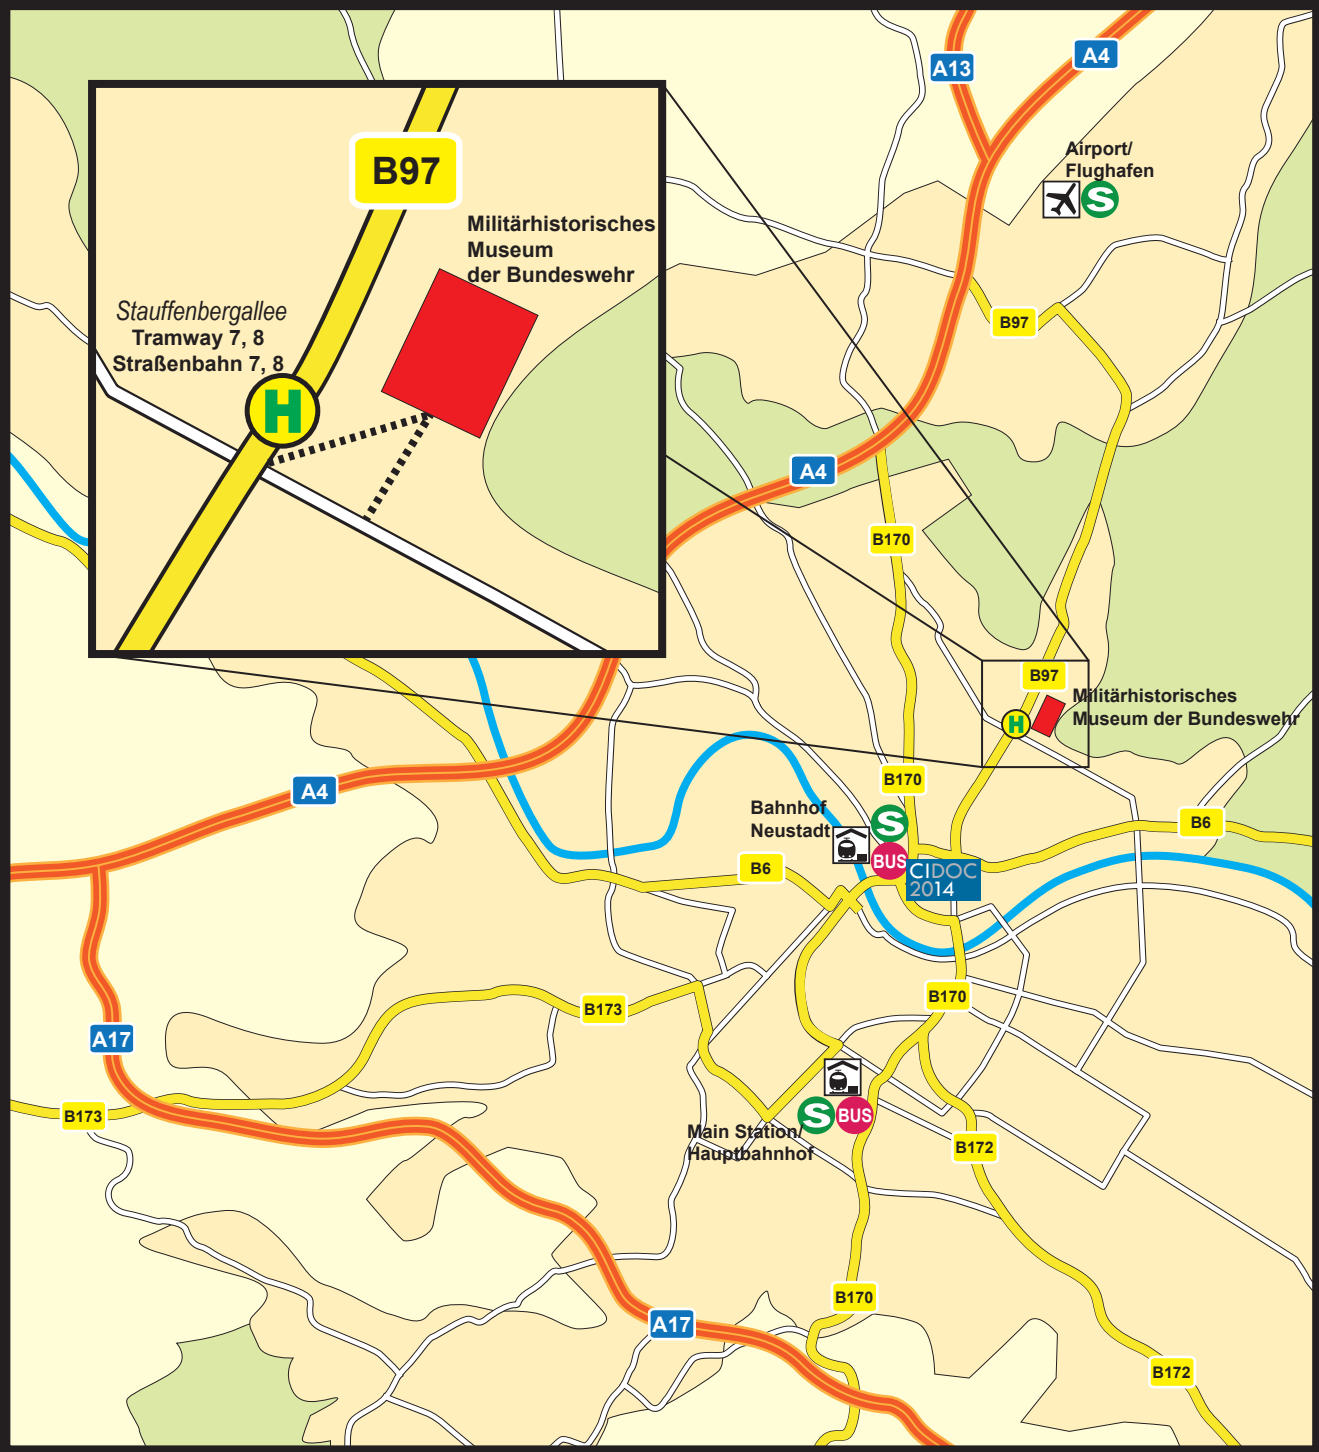 A13
A4
Airport/
Flughafen
S
B97
Militärhistorisches
Museum
der Bundeswehr
Stauffenbergallee
Tramway 7, 8
Straßenbahn 7, 8
H
B97
A4
B170
B97
Militärhistorisches
Museum der Bundeswehr
H
B170
A4
Bahnhof
Neustadt
S
BUS
B6
B6
CIDOC
2014
B170
B173
A17
B173
S
BUS
Main Station/
Hauptbahnhof
B172
B170
A17
B172